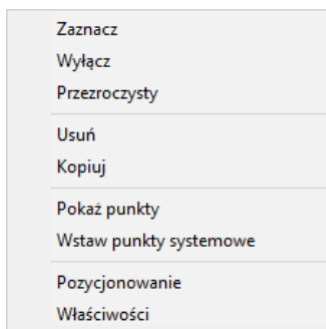 Zaznacz
Wyłącz
Przezroczysty
Usuń
Kopiuj
Pokaż punkty
Wstaw punkty systemowe
Pozycjonowanie
Właściwości